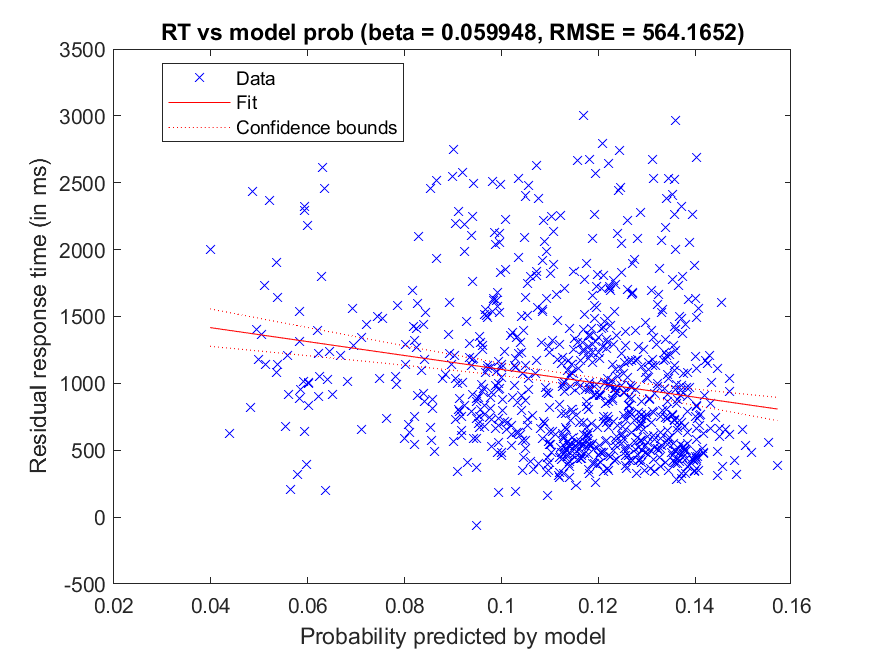 RT vs model prob (beta = 0.059948, RMSE = 564.1652)
Data
Fit
Confidence bounds
3500
3000
2500
2000
1500
1000
500
0
-500
Residual response time (in ms)
0.02 0.04 0.06 0.08 0.1 0.12 0.14 0.16
Probability predicted by model